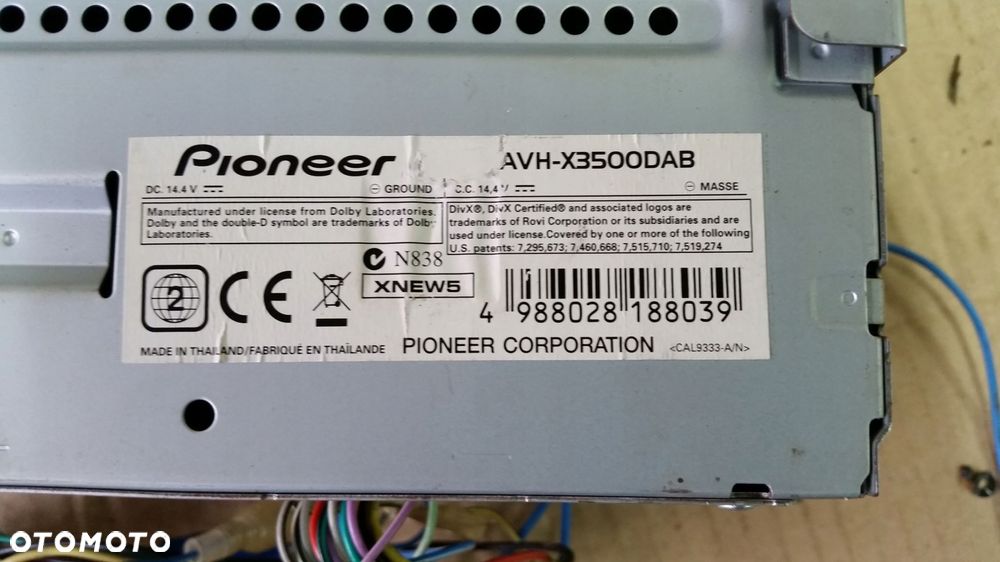 Pioneer AVH-X3500DAB
DC. 14.4 V ⊖ GROUND C.C. 14,4 V ⊖ MASSE
Manufactured under license from Dolby Laboratories.
Dolby and the double-D symbol are trademarks of Dolby
Laboratories.
DivX®, DivX Certified® and associated logos are
trademarks of Rovi Corporation or its subsidiaries and are
used under license.Covered by one or more of the following
U.S. patents: 7,295,673; 7,460,668; 7,515,710; 7,519,274
N838
2 CE XNEW5
4 988028 188039
MADE IN THAILAND/FABRIQUÉ EN THAÏLANDE PIONEER CORPORATION <CAL9333-A/N>
OTOMOTO